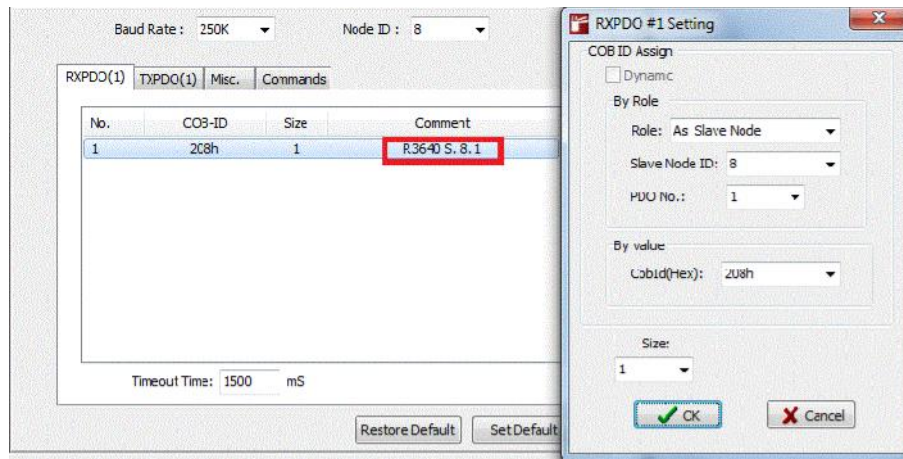 Baud Rate : 250K Node ID : 8
RXPDO(1) TXPDO(1) Misc. Commands
No. COB-ID Size Comment
1 208h 1 R3640 S. 8. 1
Timeout Time: 1500 mS
Restore Default Set Default
RXPDO #1 Setting
COB ID Assign
Dynamc
By Role
Role: As Slave Node
Slave Node ID: 8
PDO No.: 1
By value
CobId(Hex): 208h
Size:
1
OK Cancel